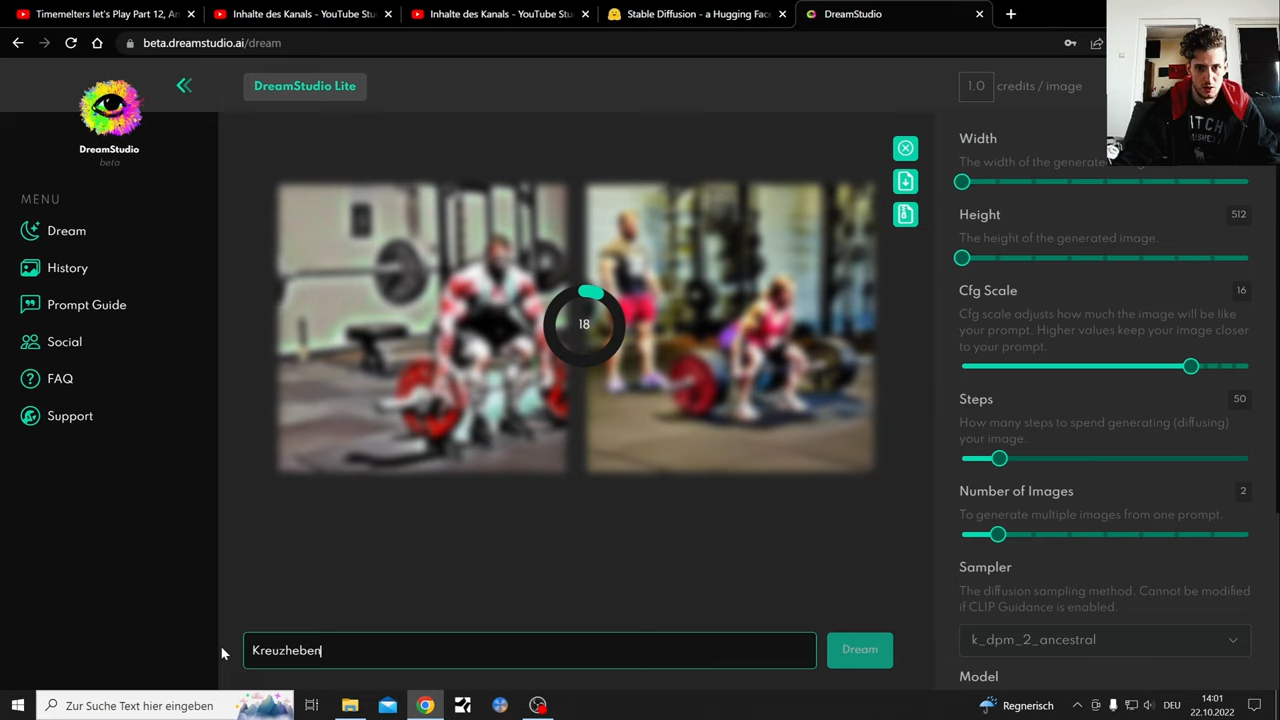 Timemelters let's Play Part 12, An
Inhalte des Kanals - YouTube Stu
Inhalte des Kanals - YouTube Stu
Stable Diffusion - a Hugging Fac
DreamStudio
beta.dreamstudio.ai/dream
DreamStudio
beta
MENU
Dream
History
Prompt Guide
Social
FAQ
Support
DreamStudio Lite
18
Kreuzheben
Dream
1.0 credits / image
Width
The width of the generated
Height 512
The height of the generated image.
Cfg Scale 16
Cfg scale adjusts how much the image will be like
your prompt. Higher values keep your image closer
to your prompt.
Steps 50
How many steps to spend generating (diffusing)
your image.
Number of Images 2
To generate multiple images from one prompt.
Sampler
The diffusion sampling method. Cannot be modified
if CLIP Guidance is enabled.
k_dpm_2_ancestral
Model
Zur Suche Text hier eingeben
Regnerisch
DEU
14:01
22.10.2022